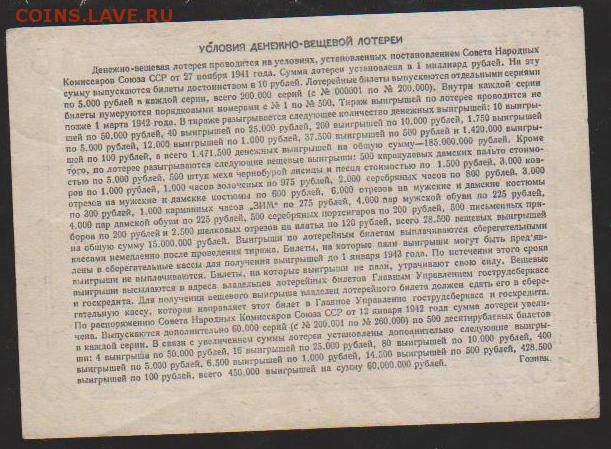 COINS.LAVE.RU
УСЛОВИЯ ДЕНЕЖНО-ВЕЩЕВОЙ ЛОТЕРЕИ
Денежно-вещевая лотерея проводится на условиях, установленных постановлением Совета Народных
Комиссаров Союза ССР от 27 ноября 1941 года. Сумма лотереи установлена в 1 миллиард рублей. На эту
сумму выпускаются билеты достоинством в 10 рублей. Лотерейные билеты выпускаются отдельными сериями
по 5.000 рублей в каждой серии, всего 200.000 серий (с № 000001 по № 200.000). Внутри каждой серии
билеты нумеруются порядковыми номерами с № 1 по № 500. Тираж выигрышей по лотерее проводится не
позже 1 марта 1942 года. В тираже разыгрывается следующее количество денежных выигрышей: 10 выигры-
шей по 50.000 рублей, 40 выигрышей по 25.000 рублей, 200 выигрышей по 10.000 рублей, 1.750 выигрышей
по 5.000 рублей, 12.000 выигрышей по 1.000 рублей, 37.500 выигрышей по 500 рублей и 1.420.000 выигры-
шей по 100 рублей, а всего 1.471.500 денежных выигрышей на общую сумму—185.000.000 рублей. Кроме
того, по лотерее разыгрываются следующие вещевые выигрыши: 500 каракулевых дамских пальто стоимо-
стью по 5.000 рублей, 500 штук меха чернобурой лисицы и песца стоимостью по 1.500 рублей, 3.000 ков-
ров по 1.000 рублей, 1.000 часов золоченых по 975 рублей, 2.000 серебряных часов по 800 рублей, 3.000
отрезов на мужские и дамские костюмы по 600 рублей, 6.000 отрезов на мужские и дамские костюмы
по 300 рублей, 1.000 карманных часов „ЗИМ" по 275 рублей, 4.000 пар мужской обуви по 225 рублей,
4.000 пар дамской обуви по 225 рублей, 500 серебряных портсигаров по 200 рублей, 500 письменных при-
боров по 200 рублей и 2.500 шелковых отрезов на платья по 120 рублей, всего 28.500 вещевых выигрышей
на общую сумму 15.000.000 рублей. Выигрыши по лотерейным билетам выплачиваются сберегательными
кассами немедленно после проведения тиража. Билеты, на которые пали выигрыши могут быть пред'яв-
лены в сберегательные кассы для получения выигрышей до 1 января 1943 года. По истечении этого срока
выигрыши не выплачиваются. Билеты, на которые выигрыши не пали, утрачивают свою силу. Вещевые
выигрыши высылаются в адреса владельцев лотерейных билетов Главным Управлением гострудсберкасс
и госкредита. Для получения вещевого выигрыша владелец лотерейного билета должен сдать его в сбере-
гательную кассу, которая направляет этот билет в Главное Управление гострудсберкасс и госкредита.
По распоряжению Совета Народных Комиссаров Союза ССР от 12 января 1942 года сумма лотереи увели-
чена. Выпускаются дополнительно 60.000 серий (с № 200.001 по № 260.000) по 500 десятирублевых билетов
в каждой серии. В связи с увеличением суммы лотереи установлены дополнительно следующие выигры-
ши: 4 выигрыша по 50.000 рублей, 16 выигрышей по 25.000 рублей, 80 выигрышей по 10.000 рублей, 400
выигрышей по 5.000 рублей, 6.500 выигрышей по 1.000 рублей, 14.500 выигрышей по 500 рублей, 428.500
выигрышей по 100 рублей, всего 450.000 выигрышей на сумму 60.000.000 рублей. Гознак.